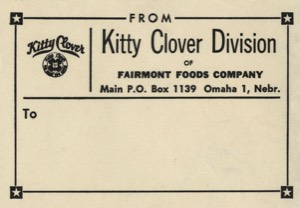 FROM
Kitty Clover
Kitty Clover Division
OF
FAIRMONT FOODS COMPANY
Main P.O. Box 1139 Omaha 1, Nebr.
To